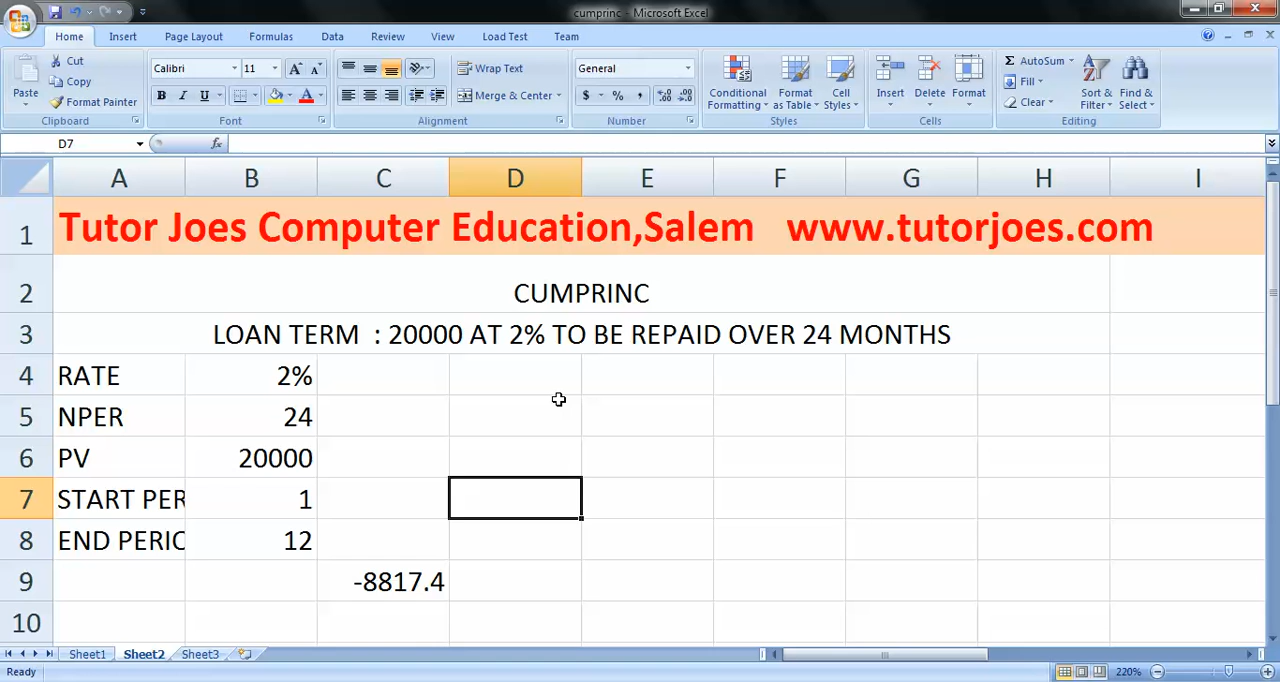 cumprinc - Microsoft Excel
Home Insert Page Layout Formulas Data Review View Load Test Team
Paste Cut Copy Format Painter Clipboard
Calibri 11 A A B I U A Font
Wrap Text Merge & Center Alignment
General $ % , Number
Conditional Formatting Format as Table Cell Styles Styles
Insert Delete Format Cells
Σ AutoSum Fill Clear Sort & Filter Find & Select Editing
D7 fx
A B C D E F G H I
1 Tutor Joes Computer Education,Salem www.tutorjoes.com
2 CUMPRINC
3 LOAN TERM : 20000 AT 2% TO BE REPAID OVER 24 MONTHS
4 RATE 2%
5 NPER 24
6 PV 20000
7 START PER 1
8 END PERIO 12
9 -8817.4
10
Sheet1 Sheet2 Sheet3
Ready 220%